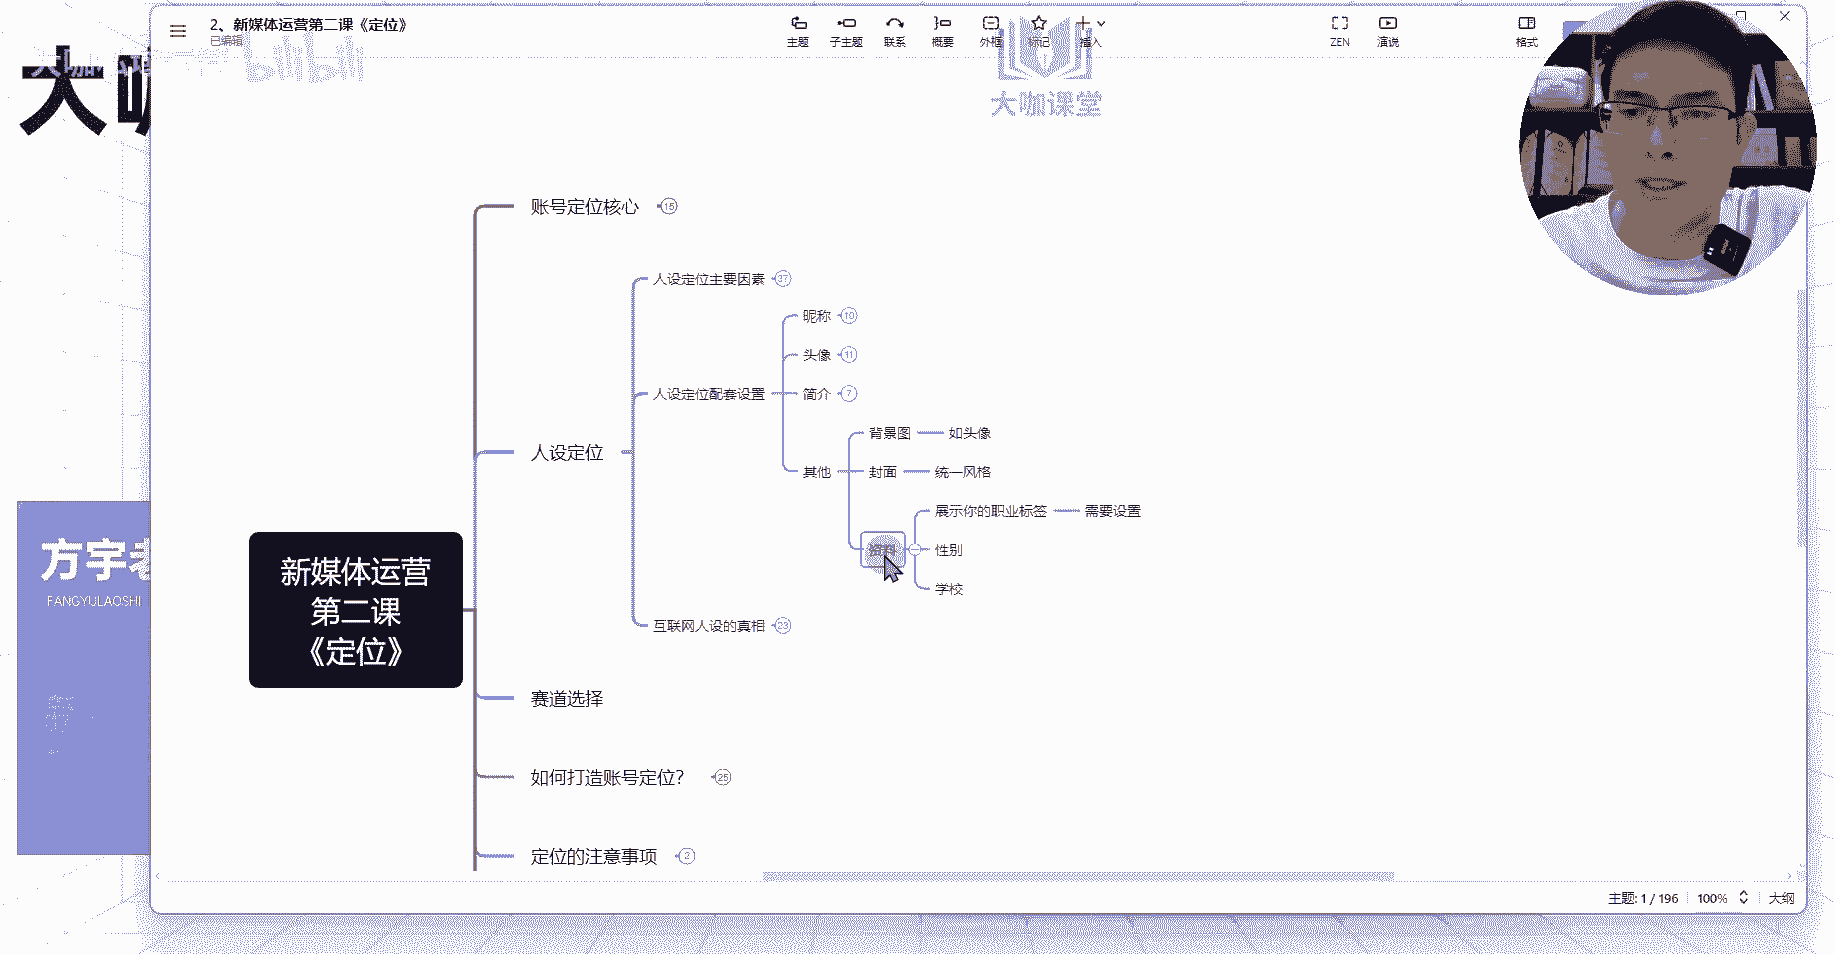 2、新媒体运营第二课《定位》
已编辑
主题
子主题
联系
概要
外框
标记
插入
ZEN
演说
格式
大咖课堂
bilibili
大咖
账号定位核心 15
人设定位主要因素 37
昵称 10
头像 11
人设定位配套设置
简介 7
背景图
如头像
人设定位
其他
封面
统一风格
展示你的职业标签
需要设置
资料
性别
学校
互联网人设的真相 23
新媒体运营
第二课
《定位》
方宇老
FANGYULAOSHI
赛道选择
如何打造账号定位？ 25
定位的注意事项 2
主题: 1 / 196
100%
大纲